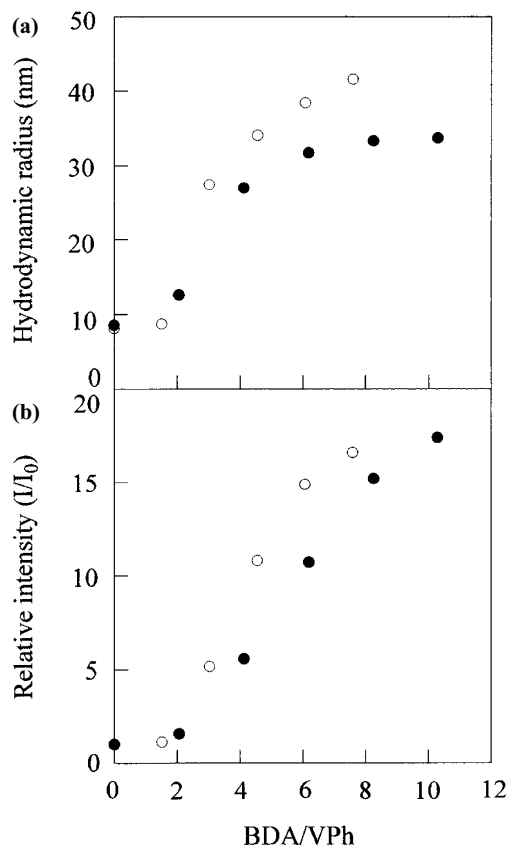 (a)
50
40
30
20
10
0
Hydrodynamic radius (nm)
(b)
20
15
10
5
0
Relative intensity (I/I₀)
0 2 4 6 8 10 12
BDA/VPh